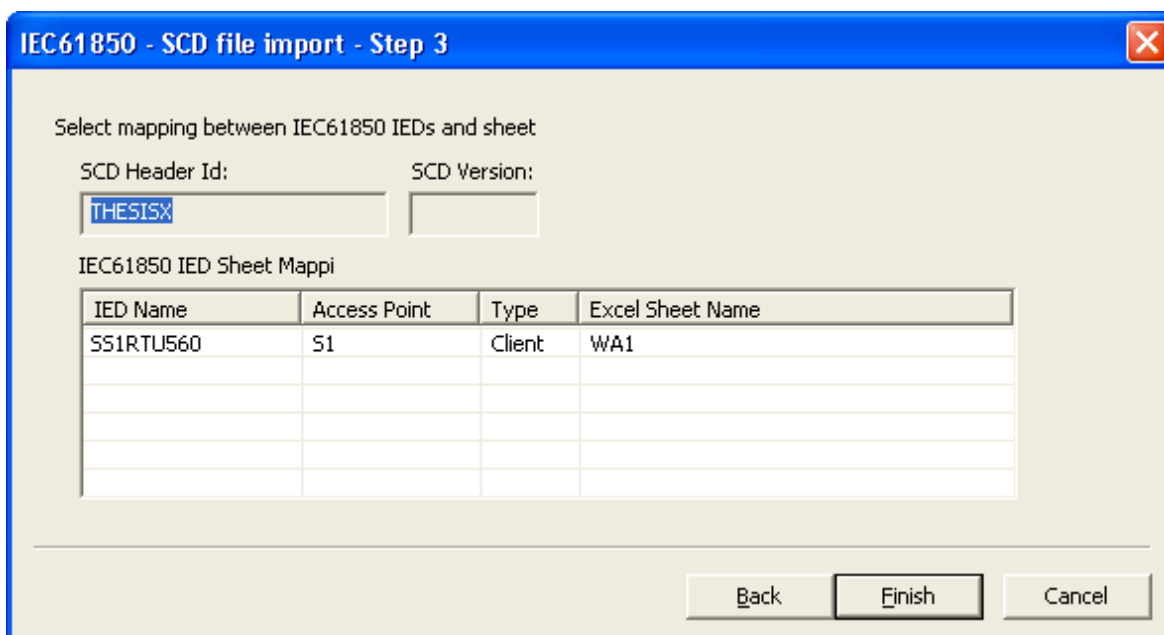 IEC61850 - SCD file import - Step 3
Select mapping between IEC61850 IEDs and sheet
SCD Header Id: SCD Version:
THESISX
IEC61850 IED Sheet Mappi
IED Name Access Point Type Excel Sheet Name
SS1RTU560 S1 Client WA1
Back Finish Cancel